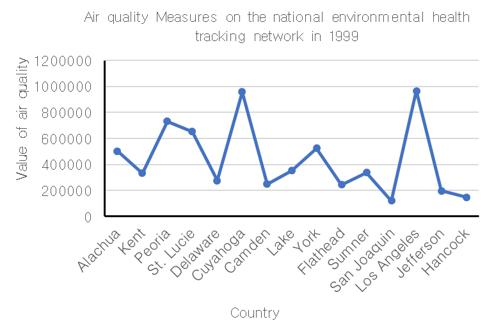 Air quality Measures on the national environmental health
tracking network in 1999
Value of air quality
1200000
1000000
800000
600000
400000
200000
0
Alachua
Kent
Peoria
St. Lucie
Delaware
Cuyahoga
Camden
Lake
York
Flathead
Sumner
San Joaquin
Los Angeles
Jefferson
Hancock
Country